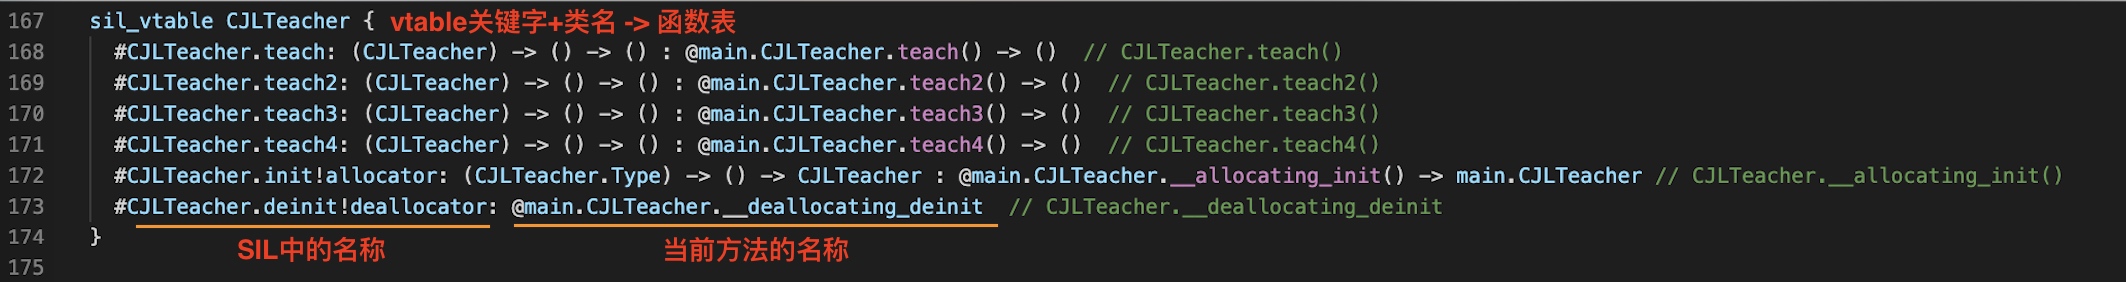 167 sil_vtable CJLTeacher { vtable关键字+类名 -> 函数表
168 #CJLTeacher.teach: (CJLTeacher) -> () -> () : @main.CJLTeacher.teach() -> () // CJLTeacher.teach()
169 #CJLTeacher.teach2: (CJLTeacher) -> () -> () : @main.CJLTeacher.teach2() -> () // CJLTeacher.teach2()
170 #CJLTeacher.teach3: (CJLTeacher) -> () -> () : @main.CJLTeacher.teach3() -> () // CJLTeacher.teach3()
171 #CJLTeacher.teach4: (CJLTeacher) -> () -> () : @main.CJLTeacher.teach4() -> () // CJLTeacher.teach4()
172 #CJLTeacher.init!allocator: (CJLTeacher.Type) -> () -> CJLTeacher : @main.CJLTeacher.__allocating_init() -> main.CJLTeacher // CJLTeacher.__allocating_init()
173 #CJLTeacher.deinit!deallocator: @main.CJLTeacher.__deallocating_deinit // CJLTeacher.__deallocating_deinit
174 }
SIL中的名称 当前方法的名称
175